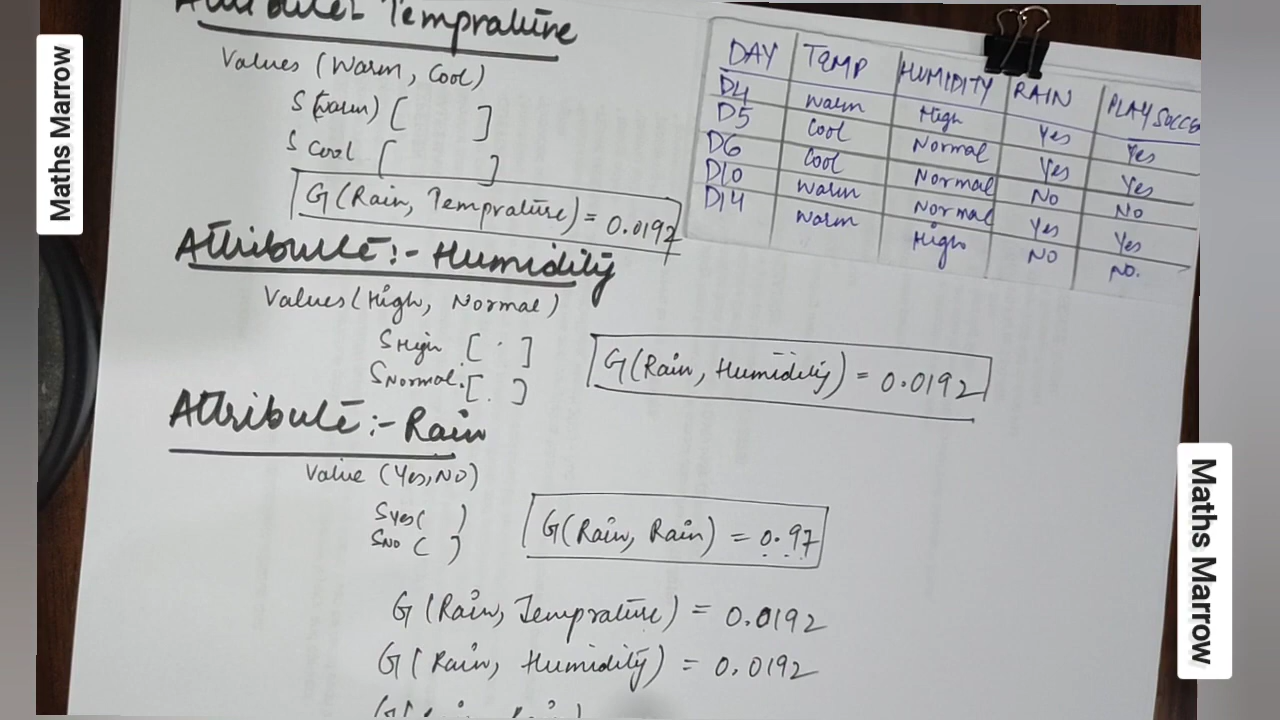 Attribute:- Temprature
Values (Warm, Cool)
S (warm) [ ]
S Cool [ ]
G(Rain, Temprature) = 0.0192
Attribute:- Humidity
Values (High, Normal)
S High [ . ]
S Normal. [ . ]
G(Rain, Humidity) = 0.0192
Attribute:- Rain
Value (Yes, NO)
S Yes ( )
S NO ( )
G(Rain, Rain) = 0.97
G (Rain, Temprature) = 0.0192
G ( Rain, Humidity) = 0.0192
DAY TEMP HUMIDITY RAIN PLAY SOCCE
D4 Warm High Yes Yes
D5 Cool Normal Yes Yes
D6 Cool Normal No No
D10 Warm Normal Yes Yes
D14 Warm High No No.
Maths Marrow
Maths Marrow